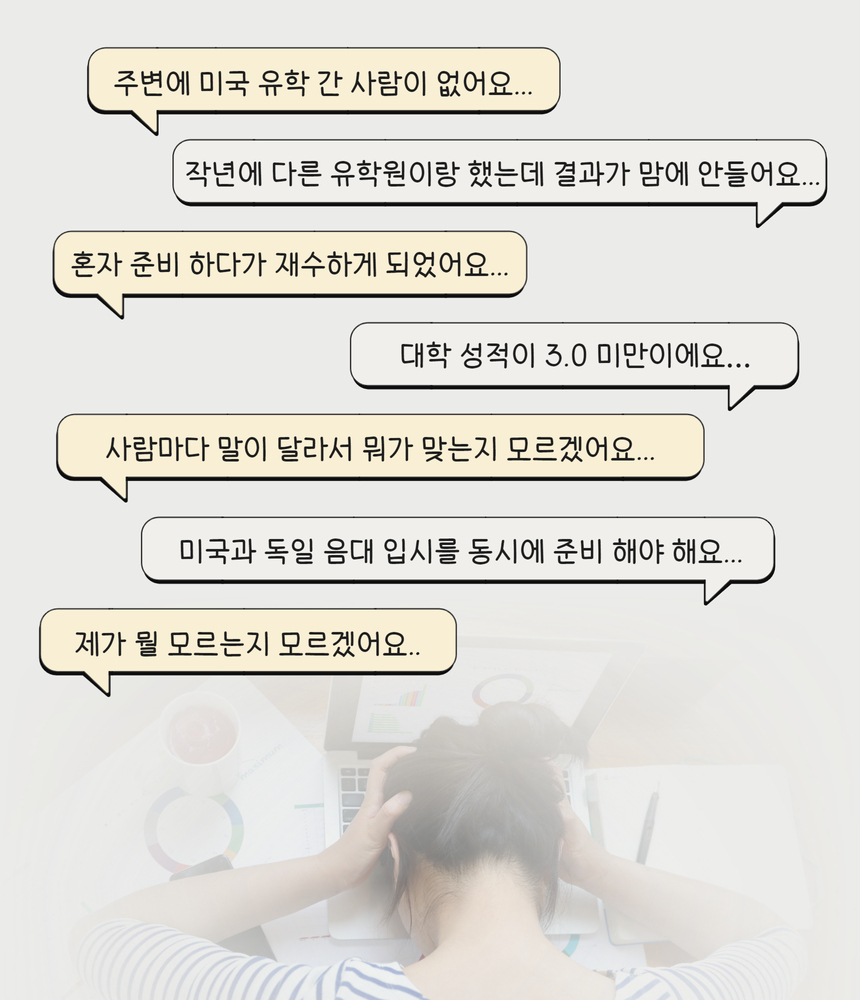 주변에 미국 유학 간 사람이 없어요...
작년에 다른 유학원이랑 했는데 결과가 맘에 안들어요...
혼자 준비 하다가 재수하게 되었어요...
대학 성적이 3.0 미만이에요...
사람마다 말이 달라서 뭐가 맞는지 모르겠어요...
미국과 독일 음대 입시를 동시에 준비 해야 해요...
제가 뭘 모르는지 모르겠어요..